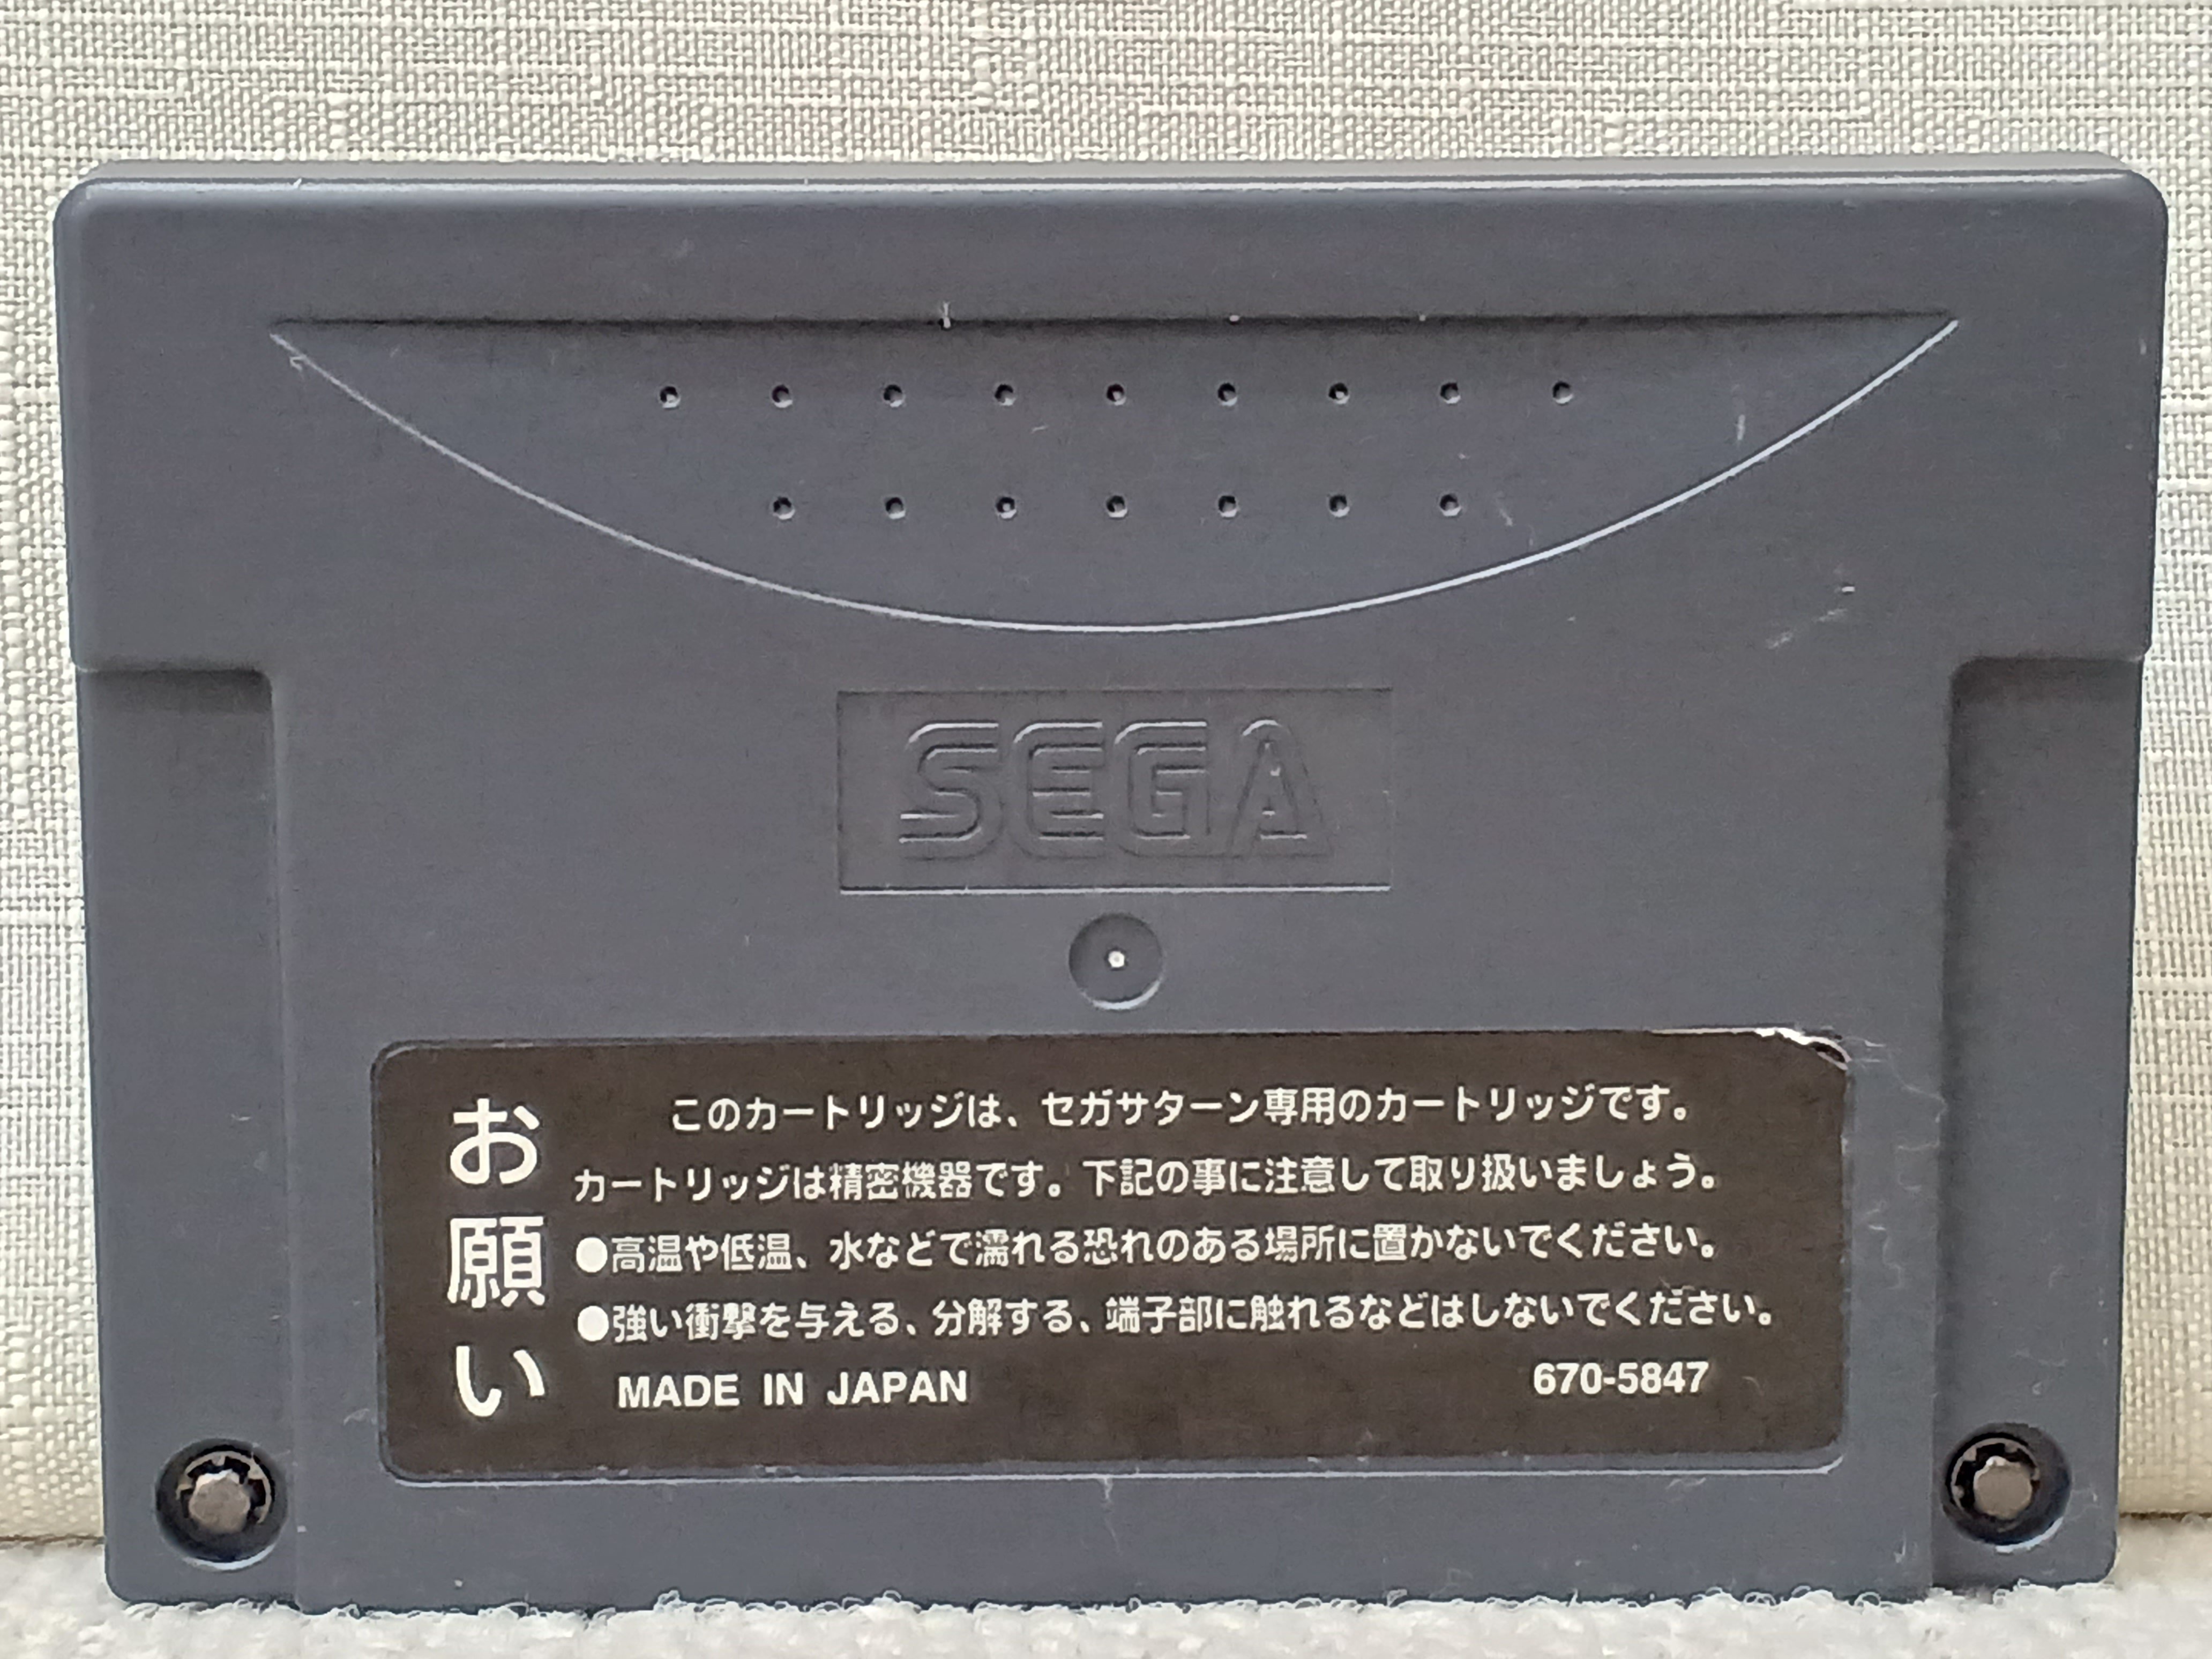 SEGA
お願い
このカートリッジは、セガサターン専用のカートリッジです。
カートリッジは精密機器です。下記の事に注意して取り扱いましょう。
●高温や低温、水などで濡れる恐れのある場所に置かないでください。
●強い衝撃を与える、分解する、端子部に触れるなどはしないでください。
MADE IN JAPAN 670-5847